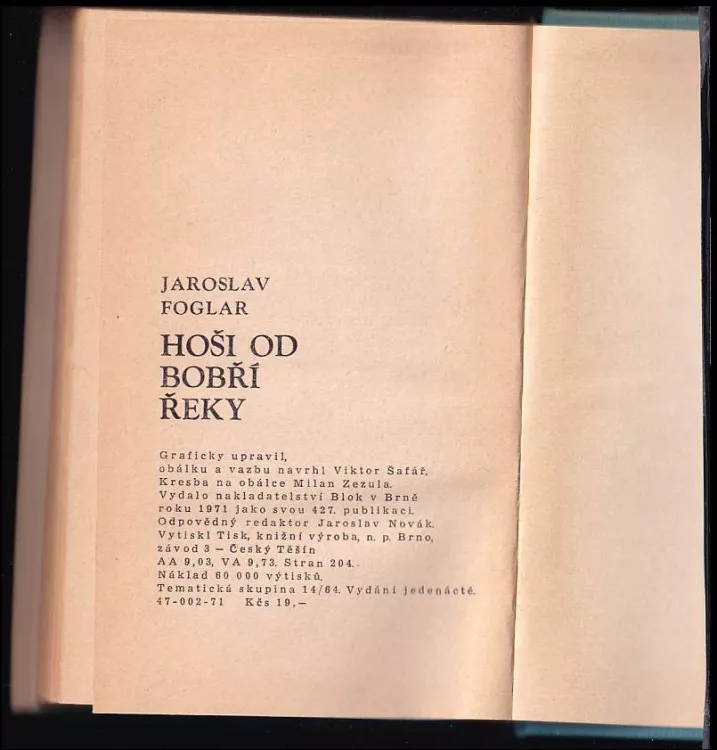 JAROSLAV
FOGLAR
HOŠI OD
BOBŘÍ
ŘEKY
Graficky upravil,
obálku a vazbu navrhl Viktor Šafář.
Kresba na obálce Milan Zezula.
Vydalo nakladatelství Blok v Brně
roku 1971 jako svou 427. publikaci.
Odpovědný redaktor Jaroslav Novák.
Vytiskl Tisk, knižní výroba, n. p. Brno,
závod 3 — Český Těšín
AA 9,03, VA 9,73. Stran 204.
Náklad 60 000 výtisků.
Tematická skupina 14/64. Vydání jedenácté.
47-002-71 Kčs 19,—